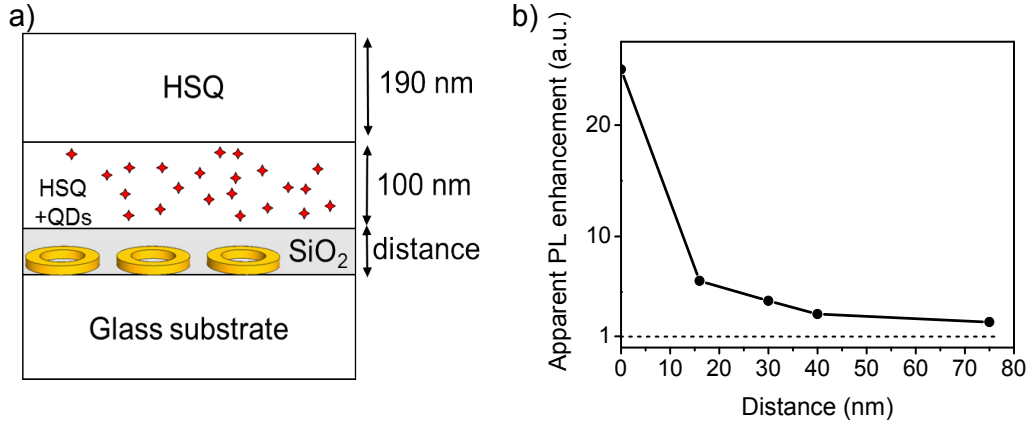 a)
HSQ
190 nm
HSQ
+QDs
100 nm
SiO2
distance
Glass substrate
b)
Apparent PL enhancement (a.u.)
20
10
1
0 10 20 30 40 50 60 70 80
Distance (nm)